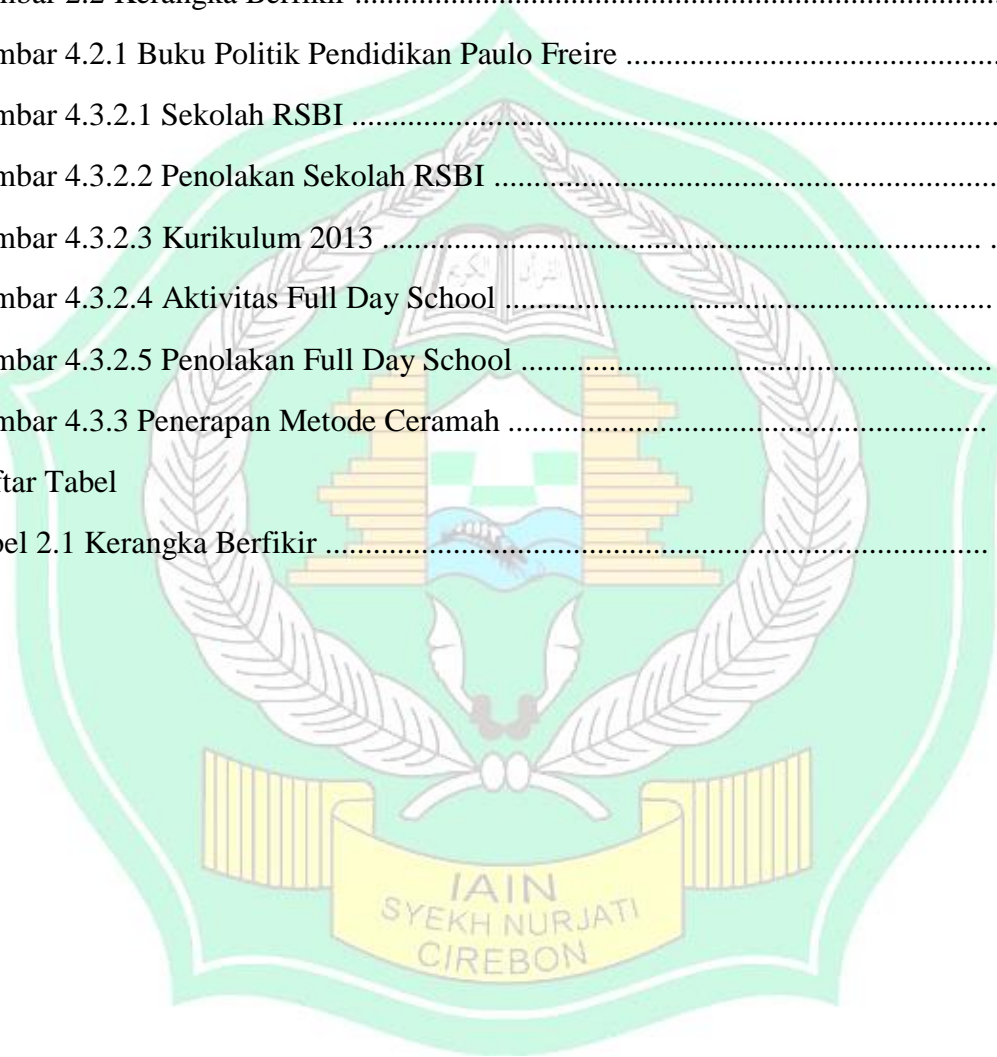 mbar 2.2 Kerangka Berfikir ................................................................................................
mbar 4.2.1 Buku Politik Pendidikan Paulo Freire .........................................................
mbar 4.3.2.1 Sekolah RSBI ................................................................................................
mbar 4.3.2.2 Penolakan Sekolah RSBI ............................................................................
mbar 4.3.2.3 Kurikulum 2013 ........................................................................................... .
mbar 4.3.2.4 Aktivitas Full Day School ..........................................................................
mbar 4.3.2.5 Penolakan Full Day School .......................................................................
mbar 4.3.3 Penerapan Metode Ceramah .........................................................................
ftar Tabel
bel 2.1 Kerangka Berfikir ....................................................................................................
القرآن الكريم
IAIN
SYEKH NURJATI
CIREBON